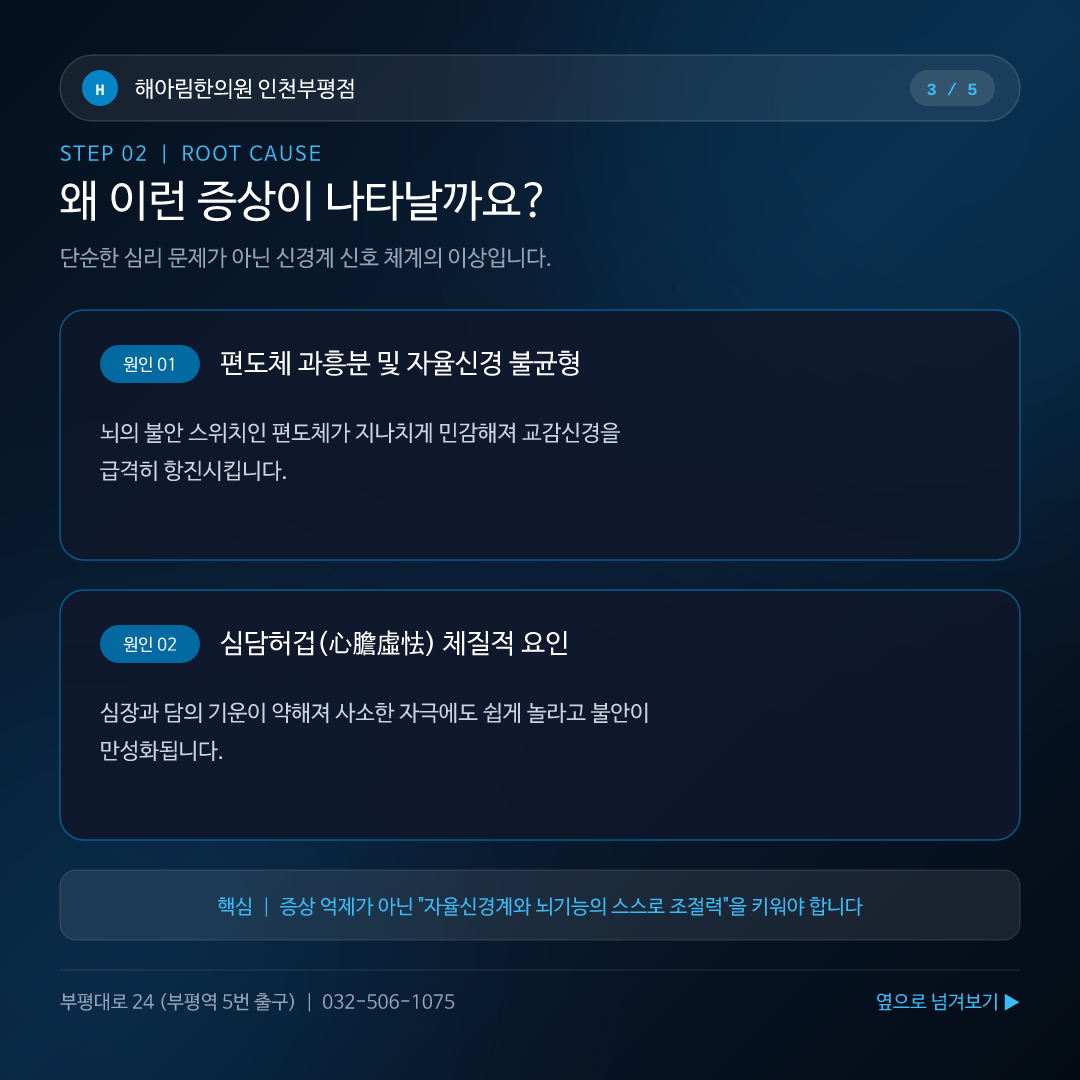 H 해아림한의원 인천부평점 3 / 5
STEP 02 | ROOT CAUSE
왜 이런 증상이 나타날까요?
단순한 심리 문제가 아닌 신경계 신호 체계의 이상입니다.
원인 01 편도체 과흥분 및 자율신경 불균형
뇌의 불안 스위치인 편도체가 지나치게 민감해져 교감신경을
급격히 항진시킵니다.
원인 02 심담허겁(心膽虛怯) 체질적 요인
심장과 담의 기운이 약해져 사소한 자극에도 쉽게 놀라고 불안이
만성화됩니다.
핵심 | 증상 억제가 아닌 "자율신경계와 뇌기능의 스스로 조절력"을 키워야 합니다
부평대로 24 (부평역 5번 출구) | 032-506-1075 옆으로 넘겨보기 ▶